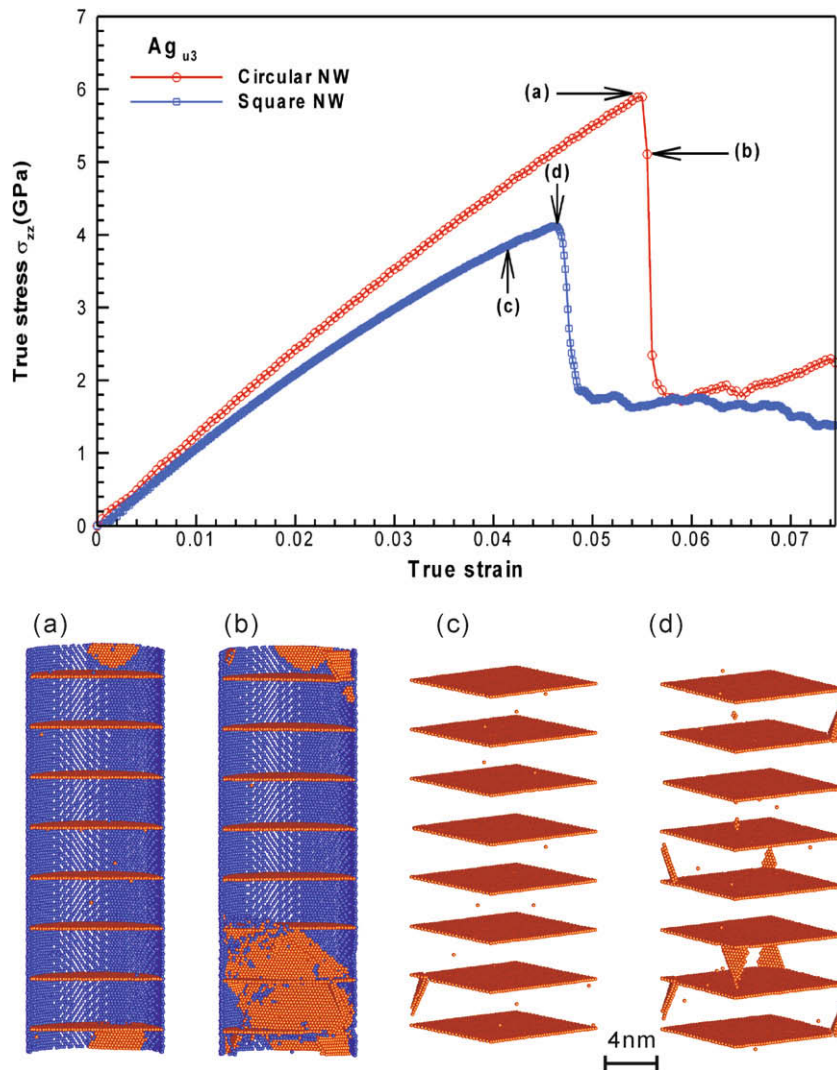 7
6
5
4
3
2
1
0
True stress σzz(GPa)
Ag u3
Circular NW
Square NW
(a)
(b)
(d)
(c)
0 0.01 0.02 0.03 0.04 0.05 0.06 0.07
True strain
(a) (b) (c) (d)
4nm